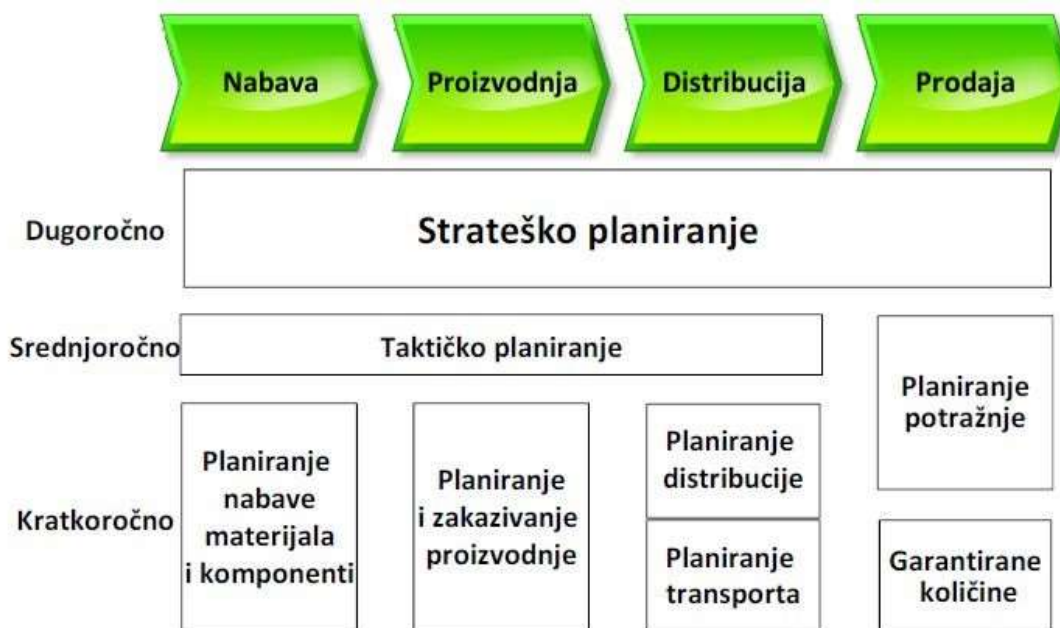 Nabava
Proizvodnja
Distribucija
Prodaja
Dugoročno
Strateško planiranje
Srednjoročno
Taktičko planiranje
Planiranje
potražnje
Kratkoročno
Planiranje
nabave
materijala
i komponenti
Planiranje
i zakazivanje
proizvodnje
Planiranje
distribucije
Planiranje
transporta
Garantirane
količine